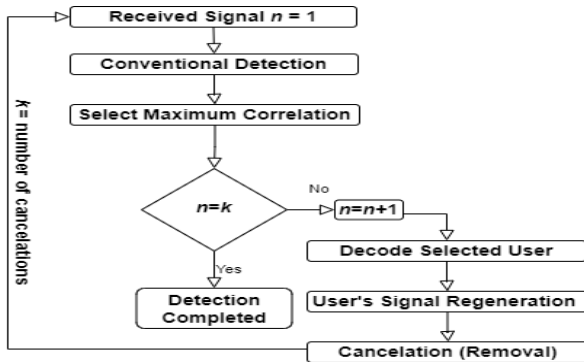 Received Signal n = 1
Conventional Detection
Select Maximum Correlation
n=k
No
n=n+1
Decode Selected User
Yes
User's Signal Regeneration
Detection
Completed
Cancelation (Removal)
k= number of cancelations